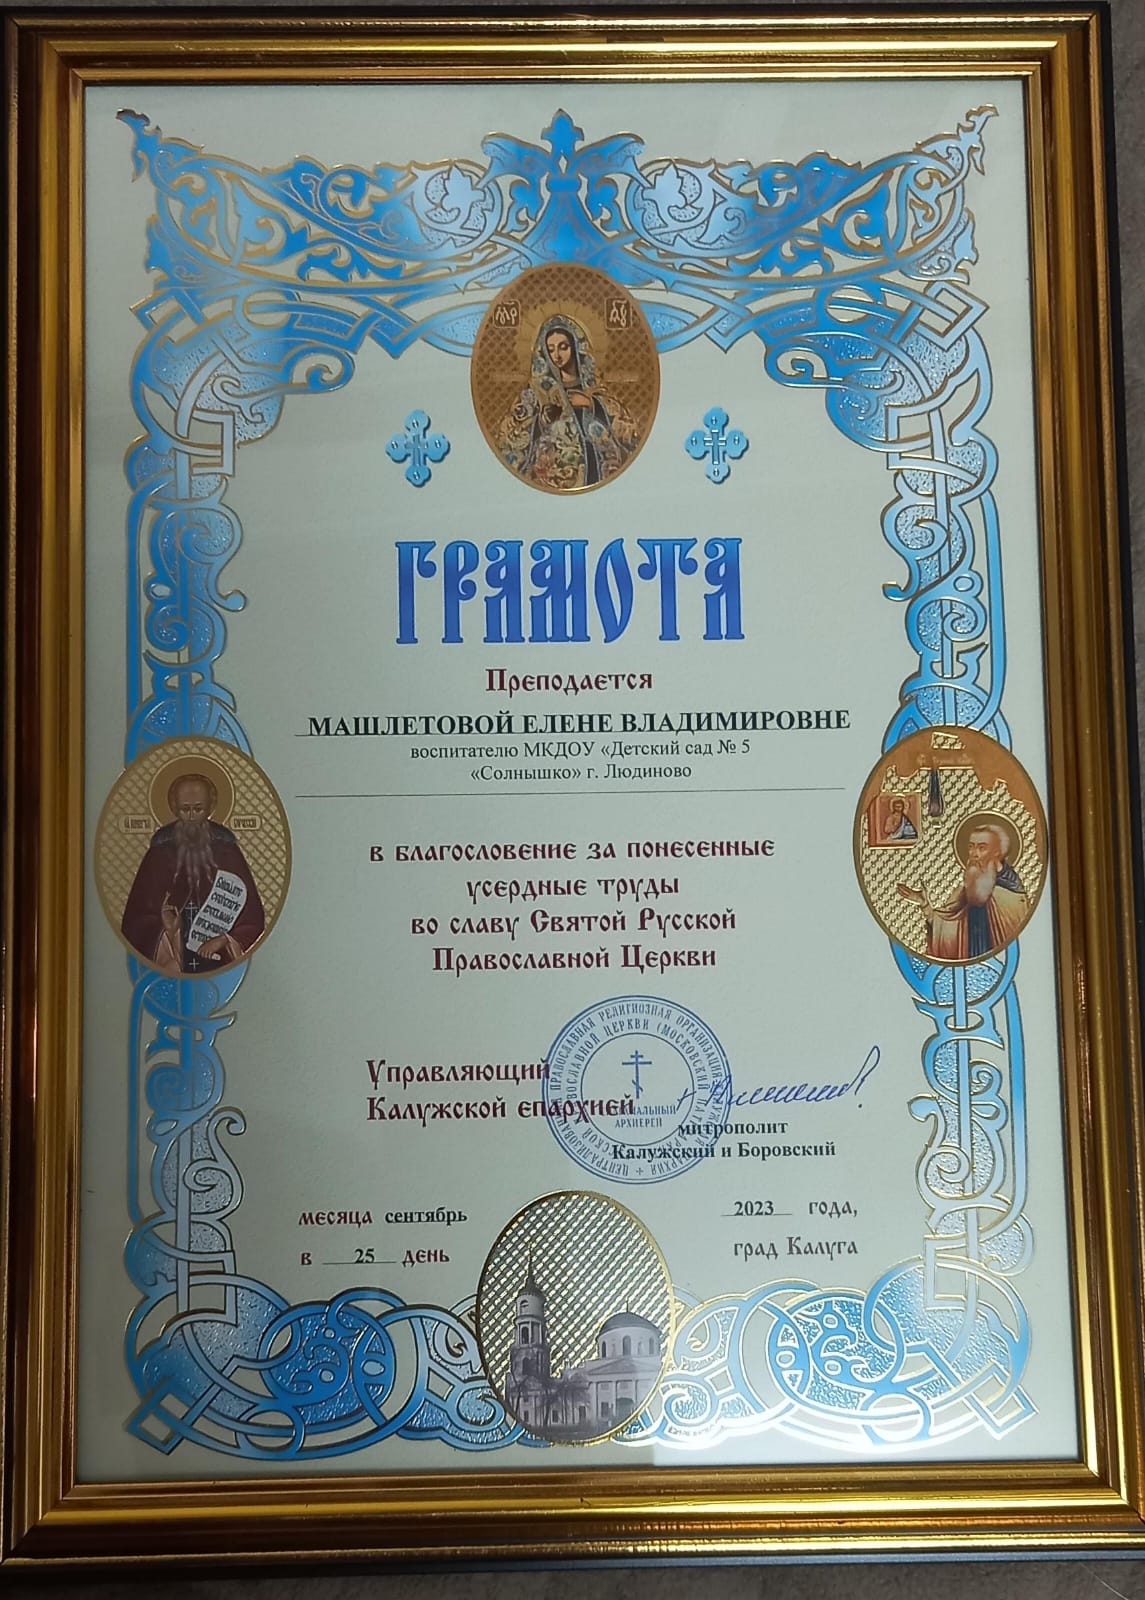 ГРАМОТА
Преподается
МАШЛЕТОВОЙ ЕЛЕНЕ ВЛАДИМИРОВНЕ
воспитателю МКДОУ «Детский сад № 5
«Солнышко» г. Людиново
в благословение за понесенные
усердные труды
во славу Святой Русской
Православной Церкви
Управляющий
Калужской епархией
ЕПАРХИАЛЬНЫЙ
АРХИЕРЕЙ
митрополит
Калужский и Боровский
месяца сентябрь
в 25 день
2023 года,
град Калуга